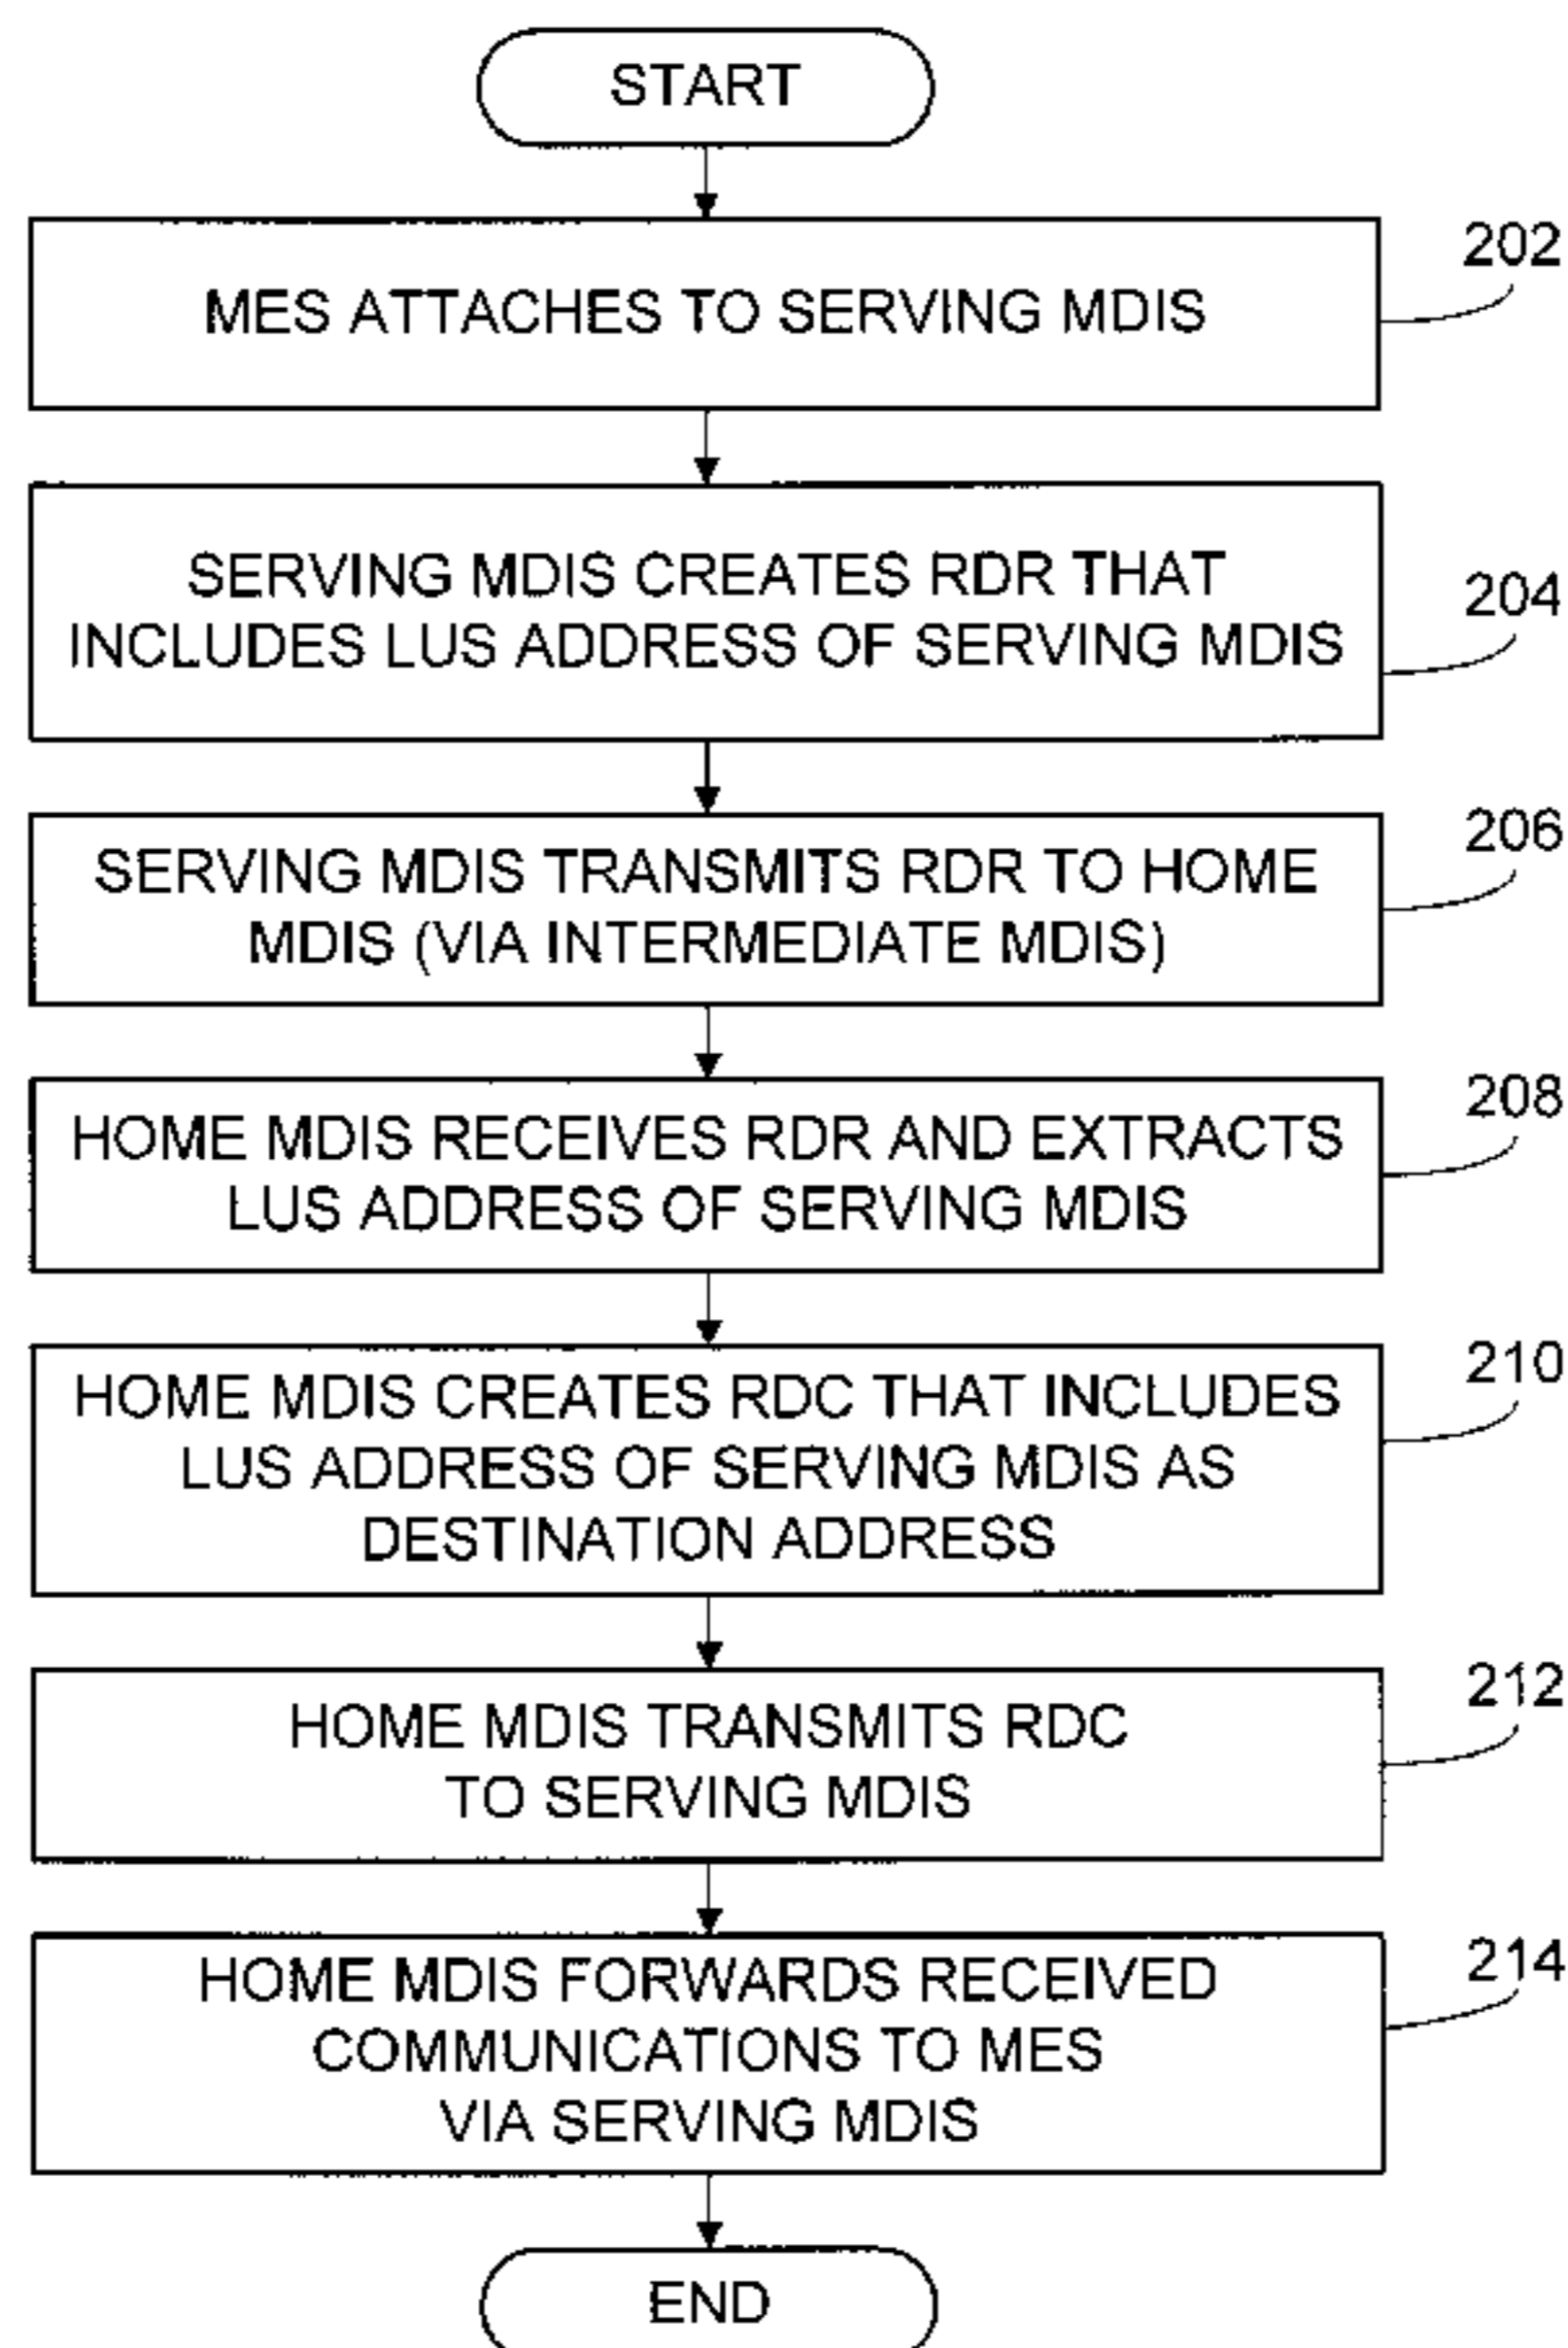 START
202
MES ATTACHES TO SERVING MDIS
SERVING MDIS CREATES RDR THAT
204
INCLUDES LUS ADDRESS OF SERVING MDIS
206
SERVING MDIS TRANSMITS RDR TO HOME
MDIS (VIA INTERMEDIATE MDIS)
208
HOME MDIS RECEIVES RDR AND EXTRACTS
LUS ADDRESS OF SERVING MDIS
210
HOME MDIS CREATES RDC THAT INCLUDES
LUS ADDRESS OF SERVING MDIS AS
DESTINATION ADDRESS
212
HOME MDIS TRANSMITS RDC
TO SERVING MDIS
214
HOME MDIS FORWARDS RECEIVED
COMMUNICATIONS TO MES
VIA SERVING MDIS
END